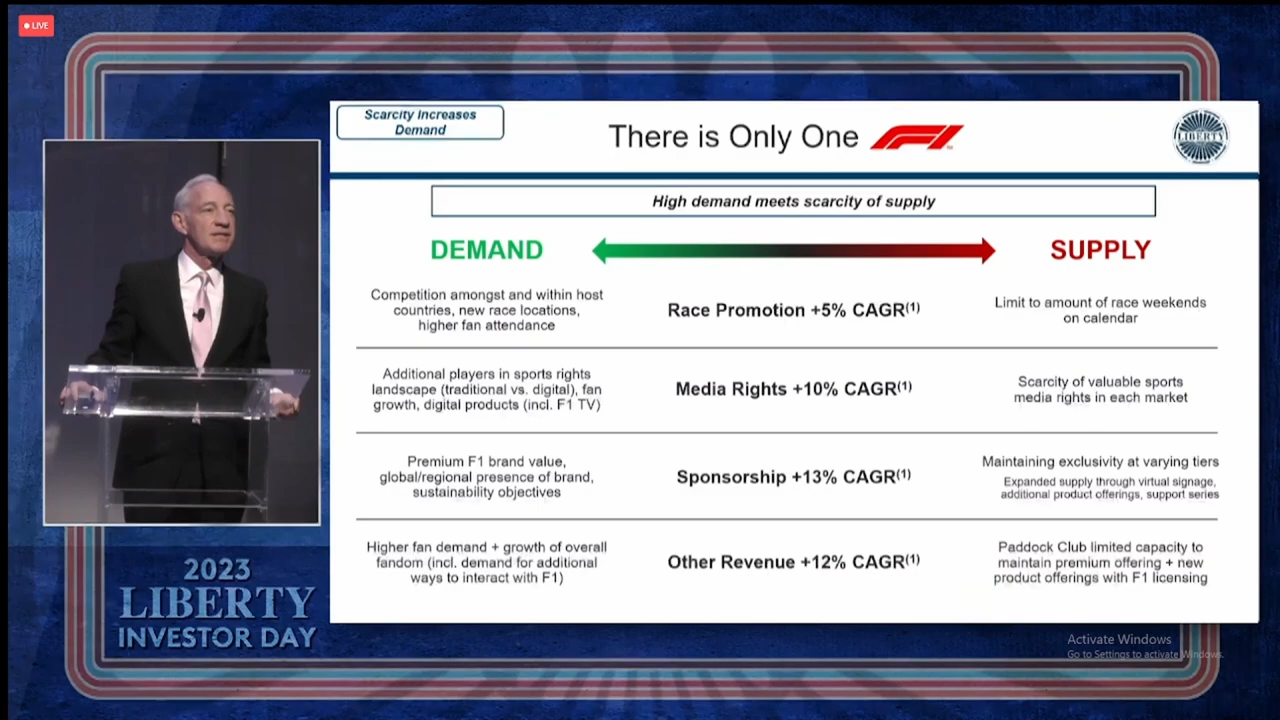 LIVE
Scarcity Increases
Demand
There is Only One F1
LIBERTY
High demand meets scarcity of supply
DEMAND
SUPPLY
Competition amongst and within host
countries, new race locations,
higher fan attendance
Race Promotion +5% CAGR(1)
Limit to amount of race weekends
on calendar
Additional players in sports rights
landscape (traditional vs. digital), fan
growth, digital products (incl. F1 TV)
Media Rights +10% CAGR(1)
Scarcity of valuable sports
media rights in each market
Premium F1 brand value,
global/regional presence of brand,
sustainability objectives
Sponsorship +13% CAGR(1)
Maintaining exclusivity at varying tiers
Expanded supply through virtual signage,
additional product offerings, support series
Higher fan demand + growth of overall
fandom (incl. demand for additional
ways to interact with F1)
Other Revenue +12% CAGR(1)
Paddock Club limited capacity to
maintain premium offering + new
product offerings with F1 licensing
2023
LIBERTY
INVESTOR DAY
Activate Windows
Go to Settings to activate Windows.